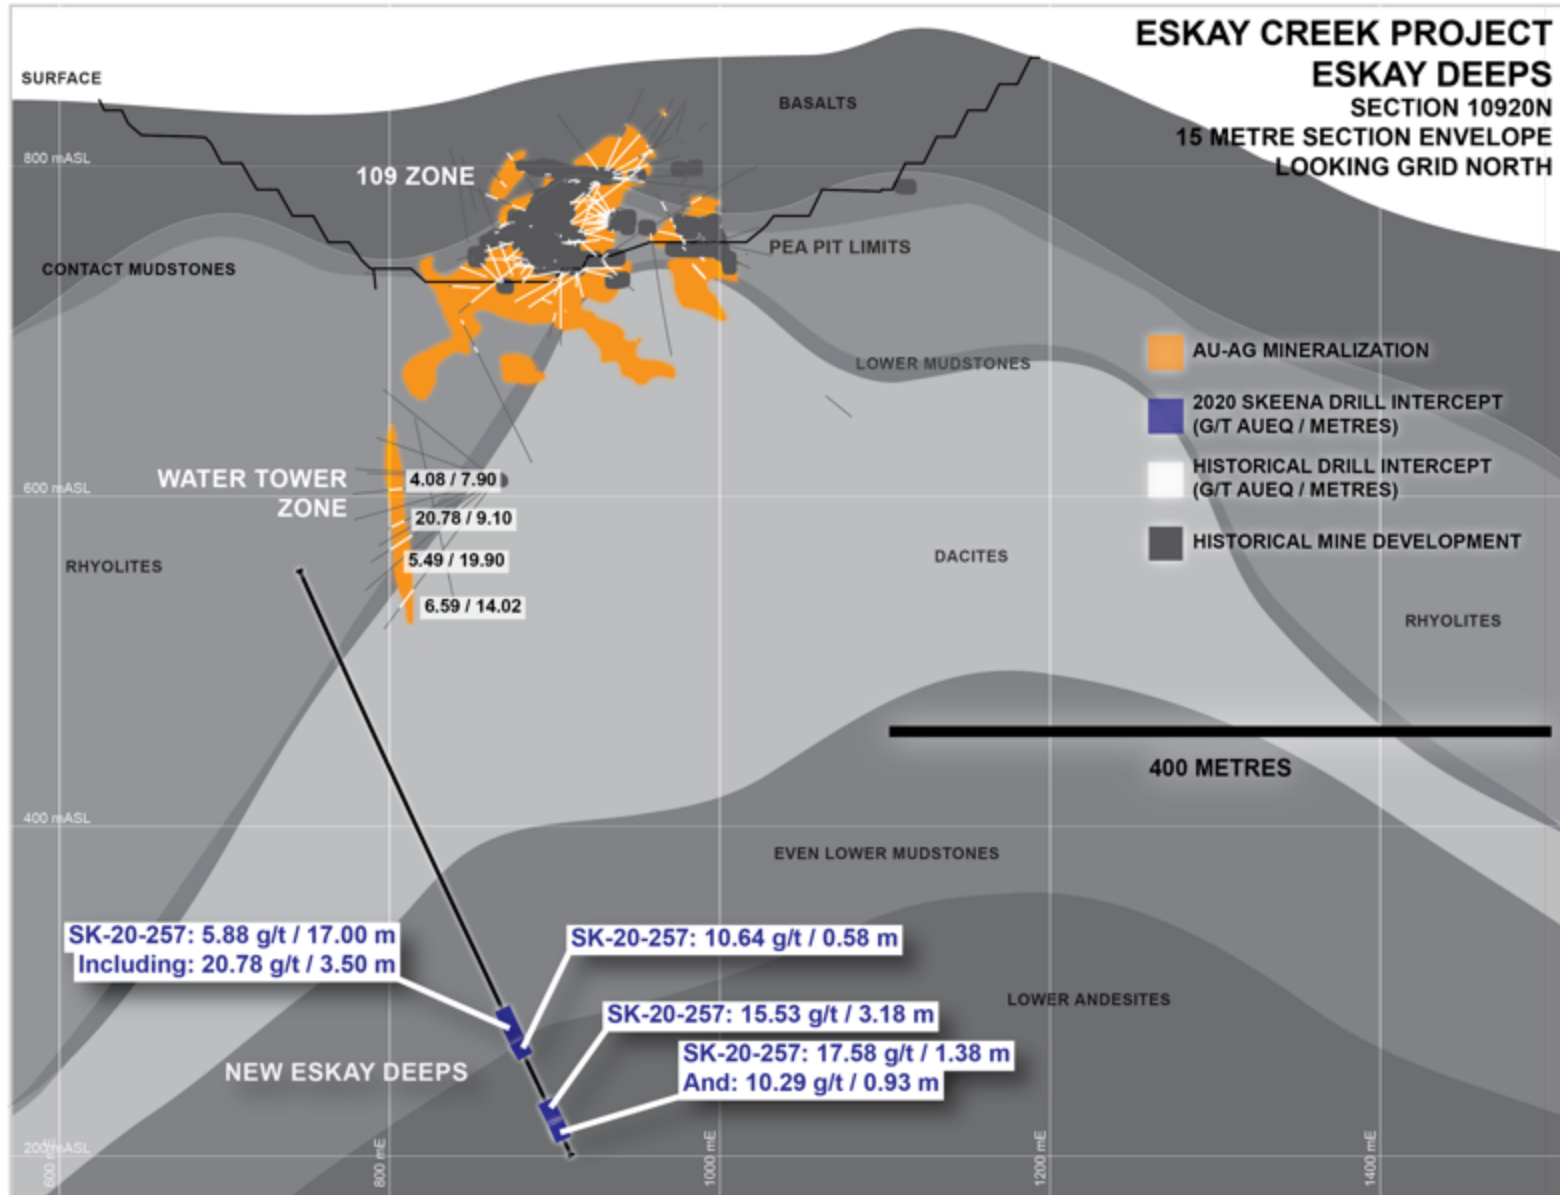 ESKAY CREEK PROJECT
ESKAY DEEPS
SECTION 10920N
15 METRE SECTION ENVELOPE
LOOKING GRID NORTH
SURFACE
BASALTS
800 mASL
109 ZONE
PEA PIT LIMITS
CONTACT MUDSTONES
LOWER MUDSTONES
AU-AG MINERALIZATION
2020 SKEENA DRILL INTERCEPT
(G/T AUEQ / METRES)
HISTORICAL DRILL INTERCEPT
(G/T AUEQ / METRES)
HISTORICAL MINE DEVELOPMENT
WATER TOWER
ZONE
600 mASL
4.08 / 7.90
20.78 / 9.10
5.49 / 19.90
6.59 / 14.02
RHYOLITES
DACITES
RHYOLITES
400 METRES
400 mASL
EVEN LOWER MUDSTONES
SK-20-257: 5.88 g/t / 17.00 m
Including: 20.78 g/t / 3.50 m
SK-20-257: 10.64 g/t / 0.58 m
LOWER ANDESITES
SK-20-257: 15.53 g/t / 3.18 m
SK-20-257: 17.58 g/t / 1.38 m
And: 10.29 g/t / 0.93 m
NEW ESKAY DEEPS
200 mASL
600 mE
800 mE
1000 mE
1200 mE
1400 mE